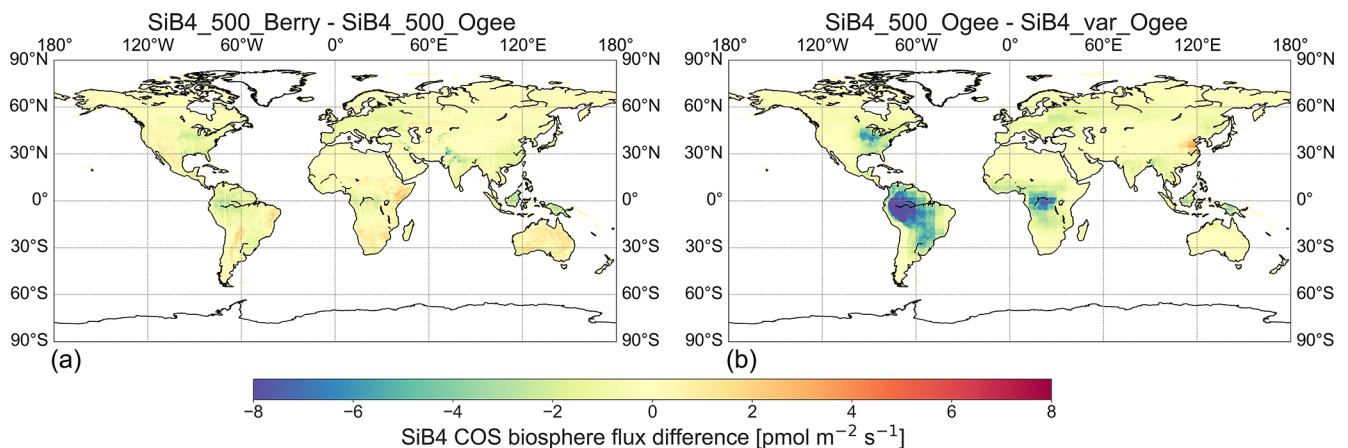 SiB4_500_Berry - SiB4_500_Ogee
SiB4_500_Ogee - SiB4_var_Ogee
180° 120°W 60°W 0° 60°E 120°E 180°
180° 120°W 60°W 0° 60°E 120°E 180°
90°N 90°N 90°N
60°N 60°N 60°N 60°N
30°N 30°N 30°N 30°N
0° 0° 0° 0°
30°S 30°S 30°S 30°S
60°S 60°S 60°S 60°S
90°S 90°S 90°S 90°S
(a) (b)
−8 −6 −4 −2 0 2 4 6 8
SiB4 COS biosphere flux difference [pmol m⁻² s⁻¹]